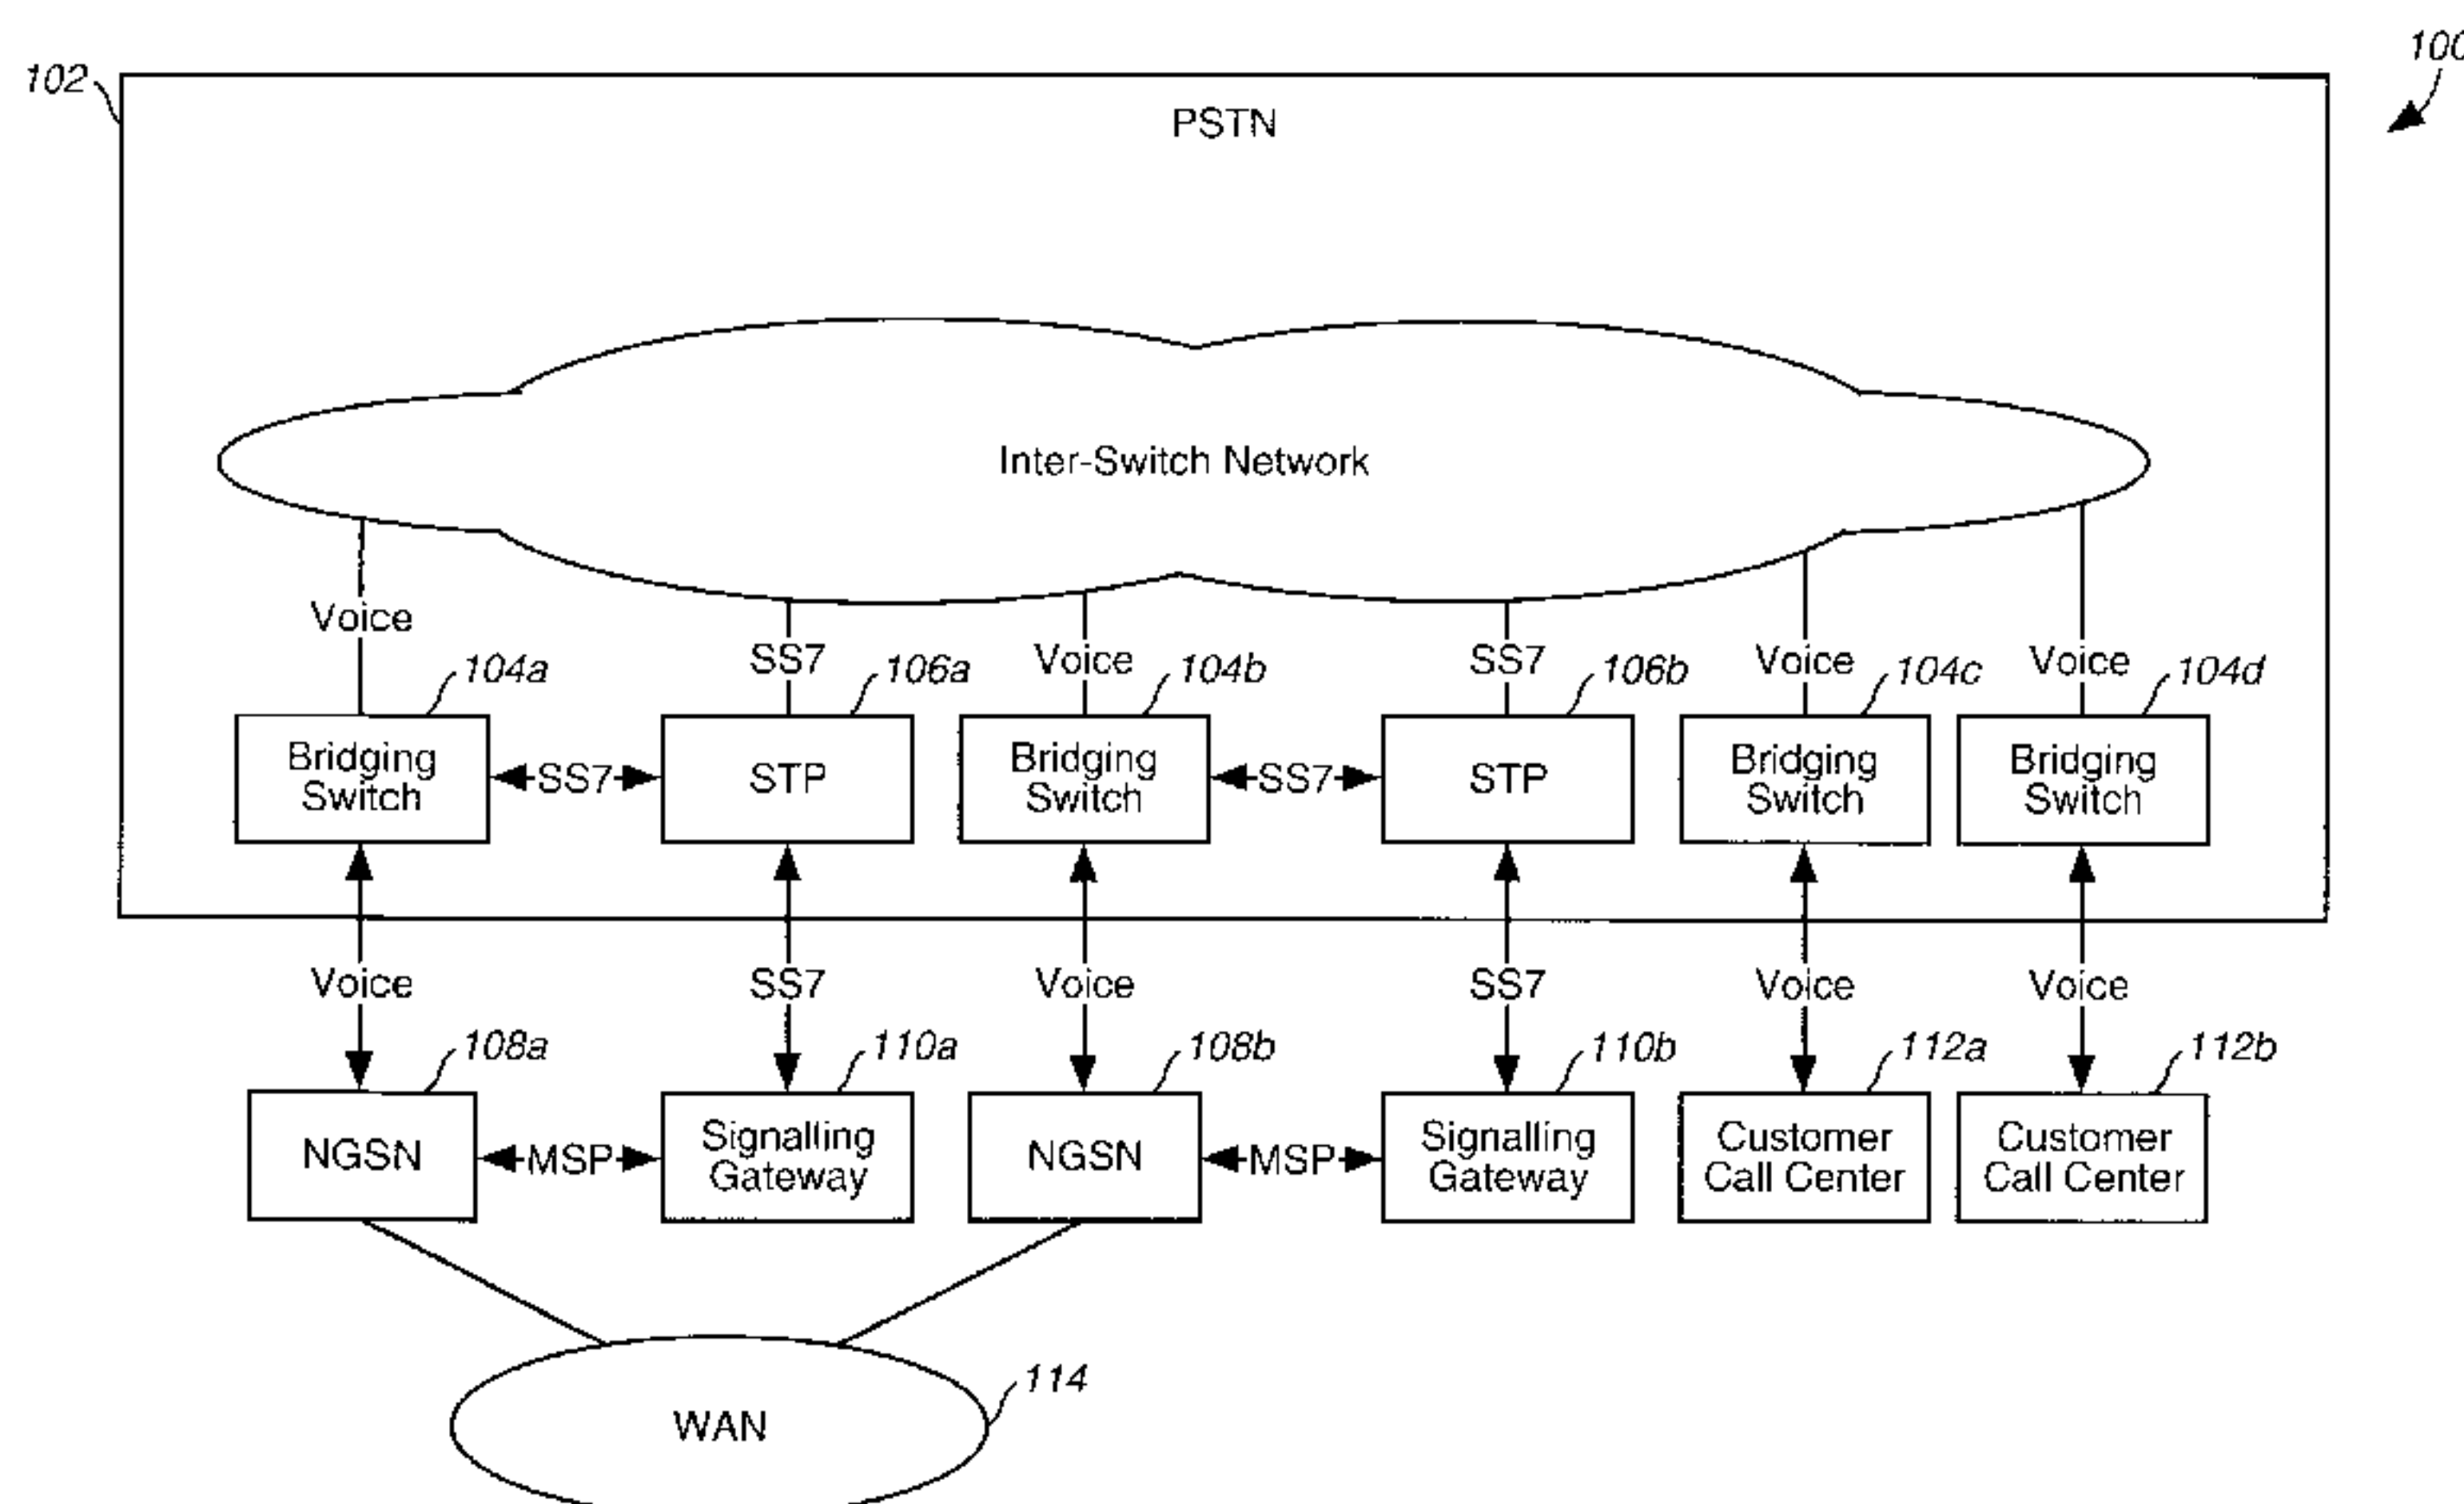 100
102
PSTN
Inter-Switch Network
Voice
SS7
Voice
SS7
Voice
Voice
104a
106a
104b
106b
104c
104d
Bridging
Switch
SS7
STP
Bridging
Switch
SS7
STP
Bridging
Switch
Bridging
Switch
Voice
SS7
Voice
SS7
Voice
Voice
108a
110a
108b
110b
112a
112b
NGSN
MSP
Signalling
Gateway
NGSN
MSP
Signalling
Gateway
Customer
Call Center
Customer
Call Center
114
WAN